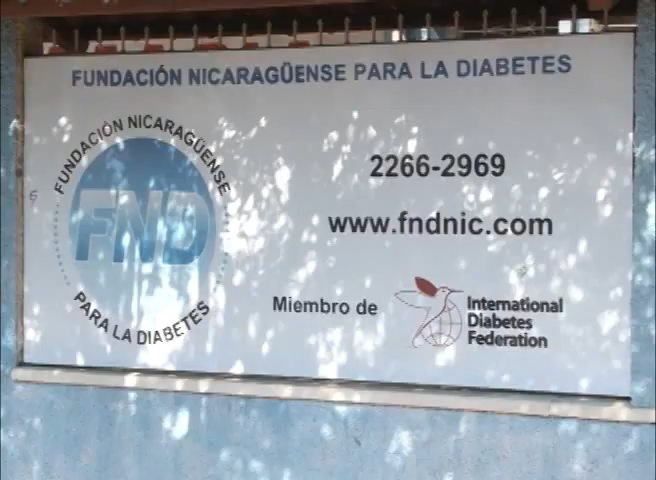 FUNDACIÓN NICARAGÜENSE PARA LA DIABETES
FUNDACIÓN NICARAGÜENSE
FND
PARA LA DIABETES
2266-2969
www.fndnic.com
Miembro de
International
Diabetes
Federation